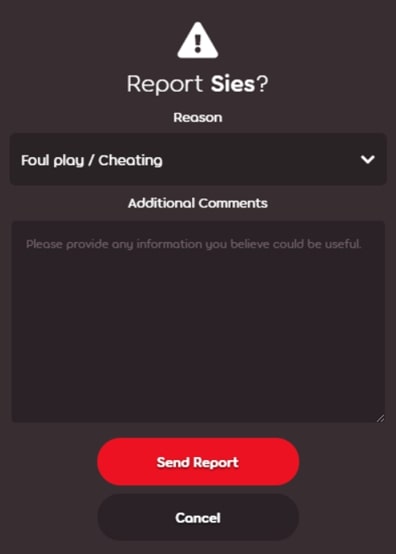 Report Sies?
Reason
Foul play / Cheating
Additional Comments
Please provide any information you believe could be useful.
Send Report
Cancel